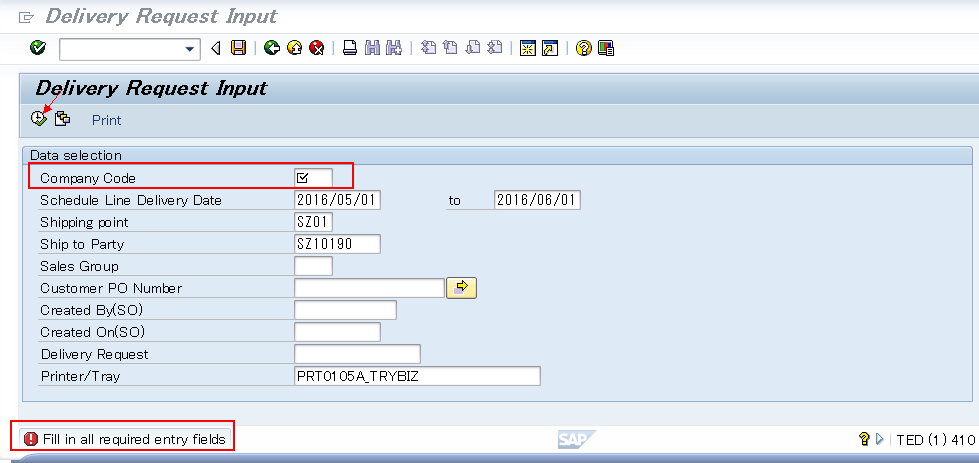 Delivery Request Input
Delivery Request Input
Print
Data selection
Company Code
Schedule Line Delivery Date 2016/05/01 to 2016/06/01
Shipping point SZ01
Ship to Party SZ10190
Sales Group
Customer PO Number
Created By(SO)
Created On(SO)
Delivery Request
Printer/Tray PRT0105A_TRYBIZ
Fill in all required entry fields SAP TED (1) 410